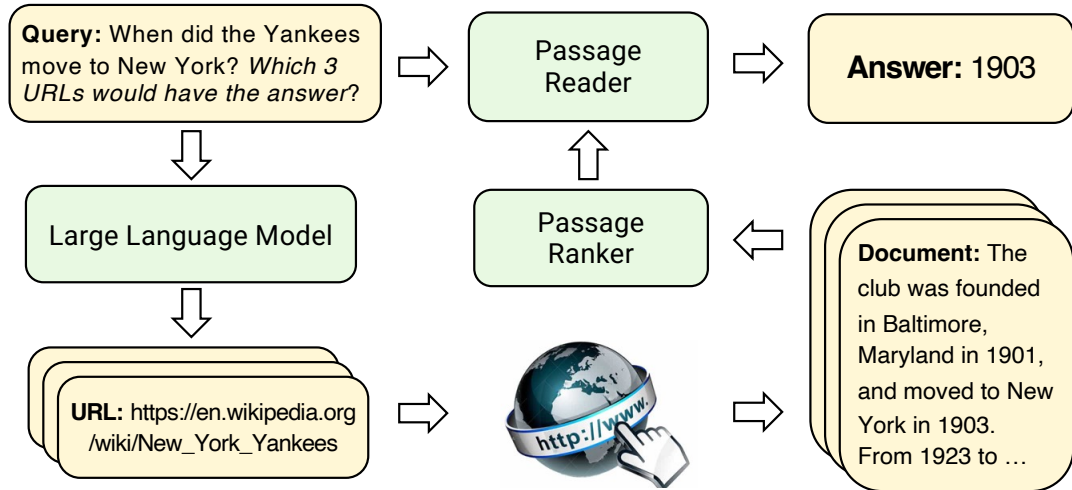 Query: When did the Yankees
move to New York? Which 3
URLs would have the answer?
Passage
Reader
Answer: 1903
Large Language Model
Passage
Ranker
Document: The
club was founded
in Baltimore,
Maryland in 1901,
and moved to New
York in 1903.
From 1923 to …
URL: https://en.wikipedia.org
/wiki/New_York_Yankees
http://www.